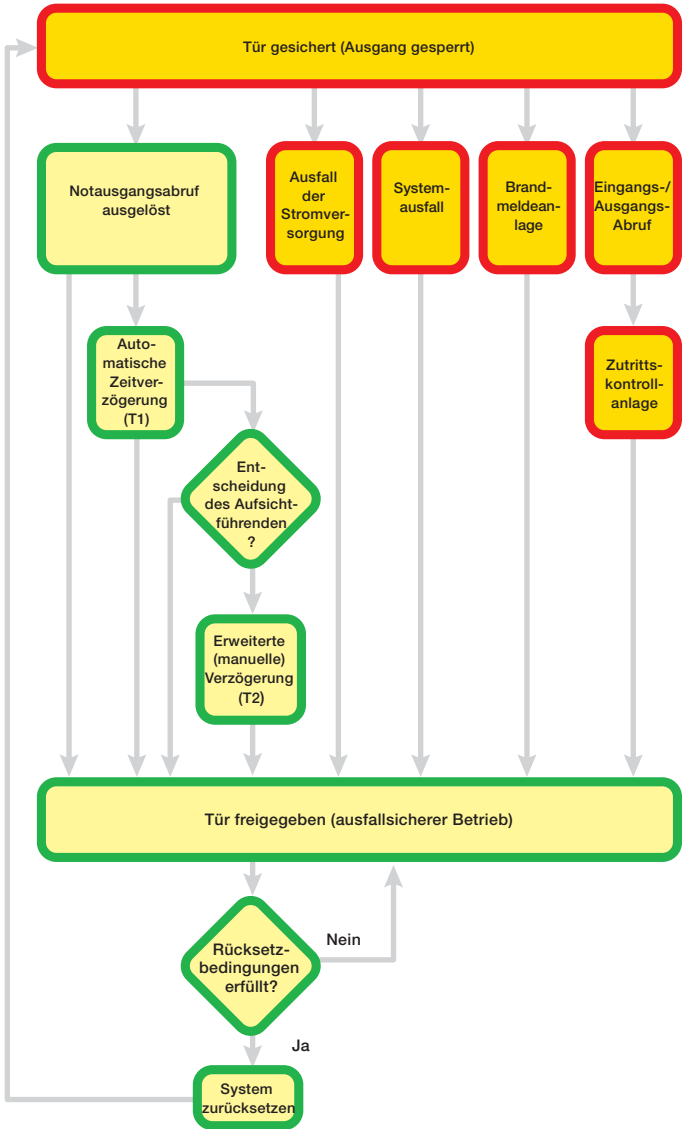 Tür gesichert (Ausgang gesperrt)
Notausgangsabruf
ausgelöst
Ausfall
der
Stromver-
sorgung
System-
ausfall
Brand-
meldean-
lage
Eingangs-/
Ausgangs-
Abruf
Auto-
matische
Zeitver-
zögerung
(T1)
Zutritts-
kontroll-
anlage
Ent-
scheidung
des Aufsicht-
führenden
?
Erweiterte
(manuelle)
Verzögerung
(T2)
Tür freigegeben (ausfallsicherer Betrieb)
Rücksetz-
bedingungen
erfüllt?
Nein
Ja
System
zurücksetzen